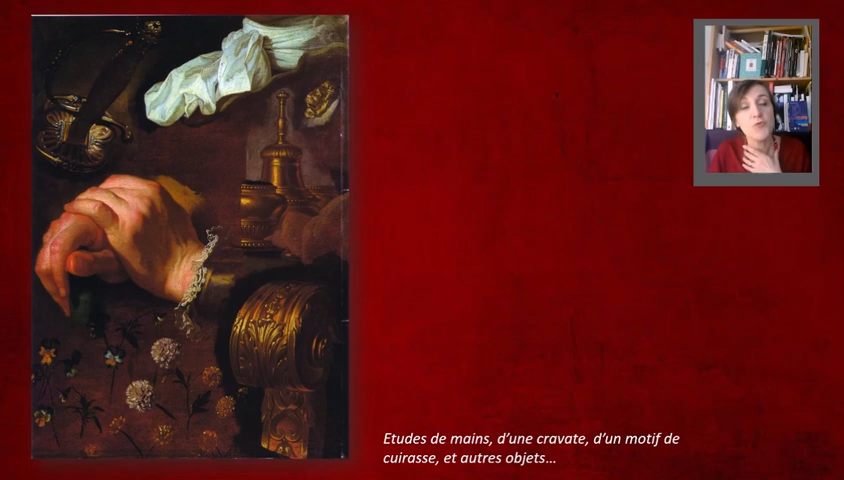 Etudes de mains, d’une cravate, d’un motif de
cuirasse, et autres objets…